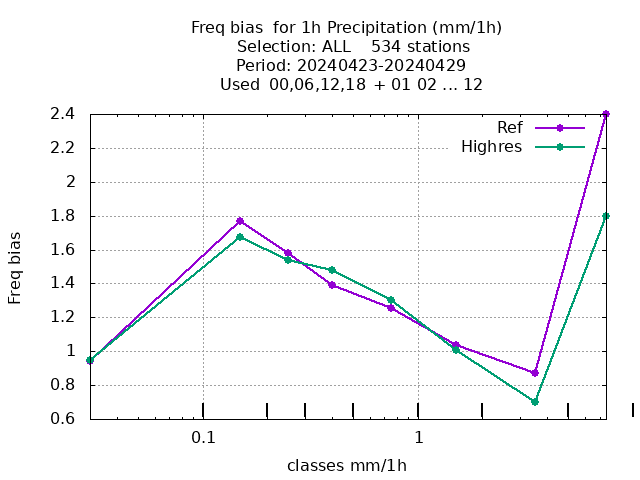 Freq bias  for 1h Precipitation (mm/1h)
Selection: ALL    534 stations
Period: 20240423-20240429
Used  00,06,12,18  + 01 02 ... 12
2.4
2.2
2
1.8
1.6
1.4
1.2
1
0.8
0.6
Freq bias
Ref
Highres
0.1
1
classes mm/1h